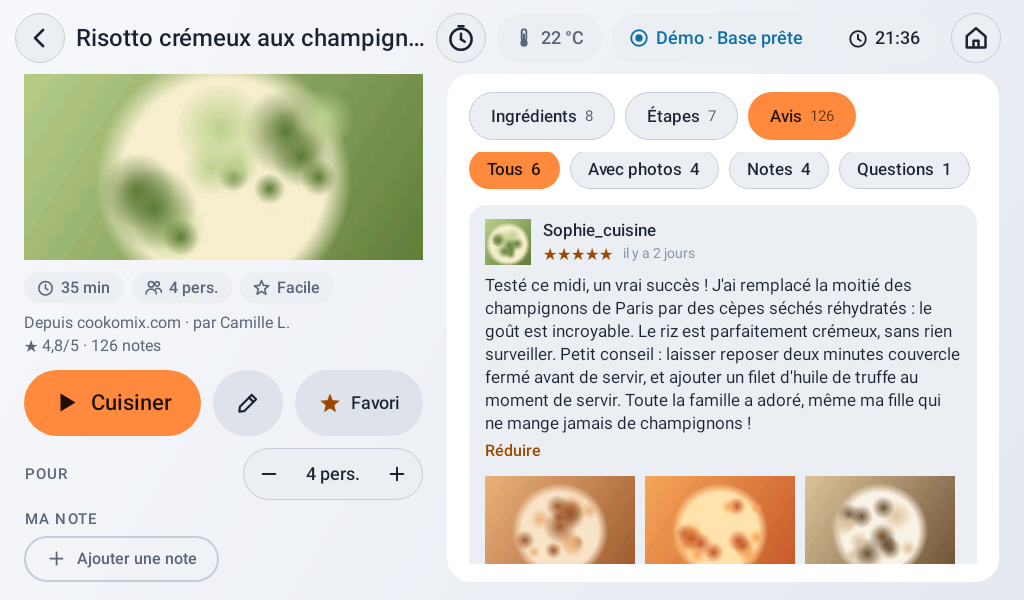 Risotto crémeux aux champign…
22 °C
Démo · Base prête
21:36
35 min
4 pers.
Facile
Depuis cookomix.com · par Camille L.
★ 4,8/5 · 126 notes
Cuisiner
Favori
POUR
4 pers.
MA NOTE
Ajouter une note
Ingrédients 8
Étapes 7
Avis 126
Tous 6
Avec photos 4
Notes 4
Questions 1
Sophie_cuisine
★★★★★ il y a 2 jours
Testé ce midi, un vrai succès ! J'ai remplacé la moitié des
champignons de Paris par des cèpes séchés réhydratés : le
goût est incroyable. Le riz est parfaitement crémeux, sans rien
surveiller. Petit conseil : laisser reposer deux minutes couvercle
fermé avant de servir, et ajouter un filet d'huile de truffe au
moment de servir. Toute la famille a adoré, même ma fille qui
ne mange jamais de champignons !
Réduire